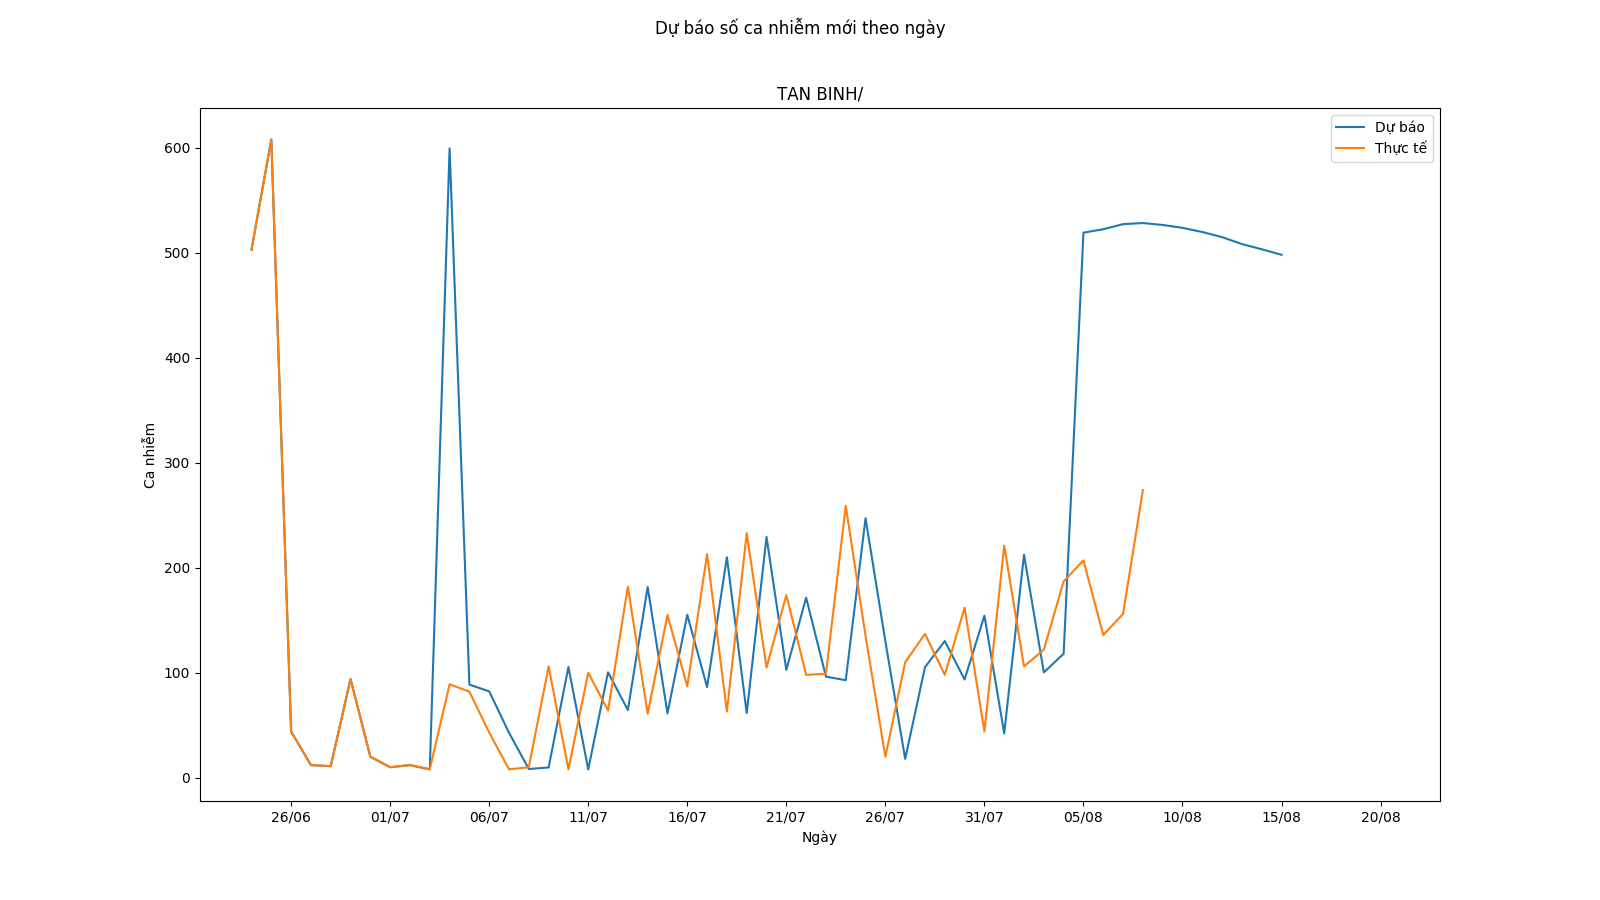 Dự báo số ca nhiễm mới theo ngày
TAN BINH/
Dự báo
Thực tế
600
500
400
300
200
100
0
Ca nhiễm
26/06 01/07 06/07 11/07 16/07 21/07 26/07 31/07 05/08 10/08 15/08 20/08
Ngày